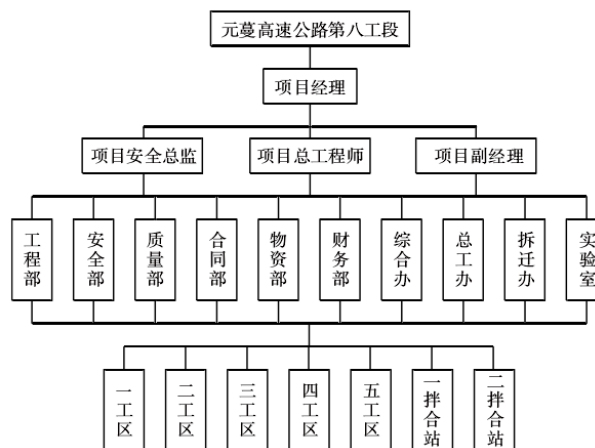 元蔓高速公路第八工段
项目经理
项目安全总监
项目总工程师
项目副经理
工程部
安全部
质量部
合同部
物资部
财务部
综合办
总工办
拆迁办
实验室
一工区
二工区
三工区
四工区
五工区
一拌合站
二拌合站